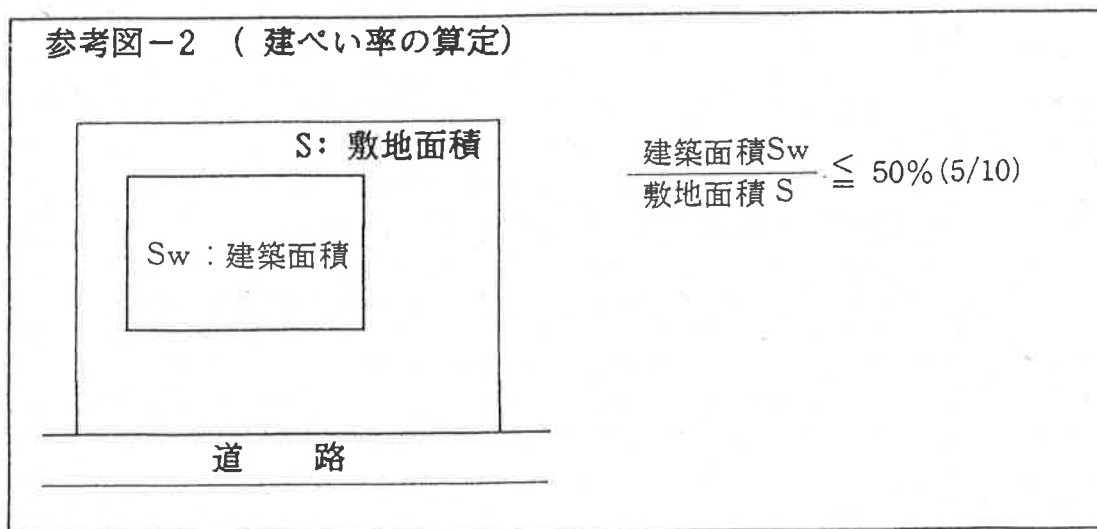 参考図－2 ( 建ぺい率の算定)
S: 敷地面積
Sw：建築面積
道　路
建築面積Sw
敷地面積 S
≦ 50%(5/10)